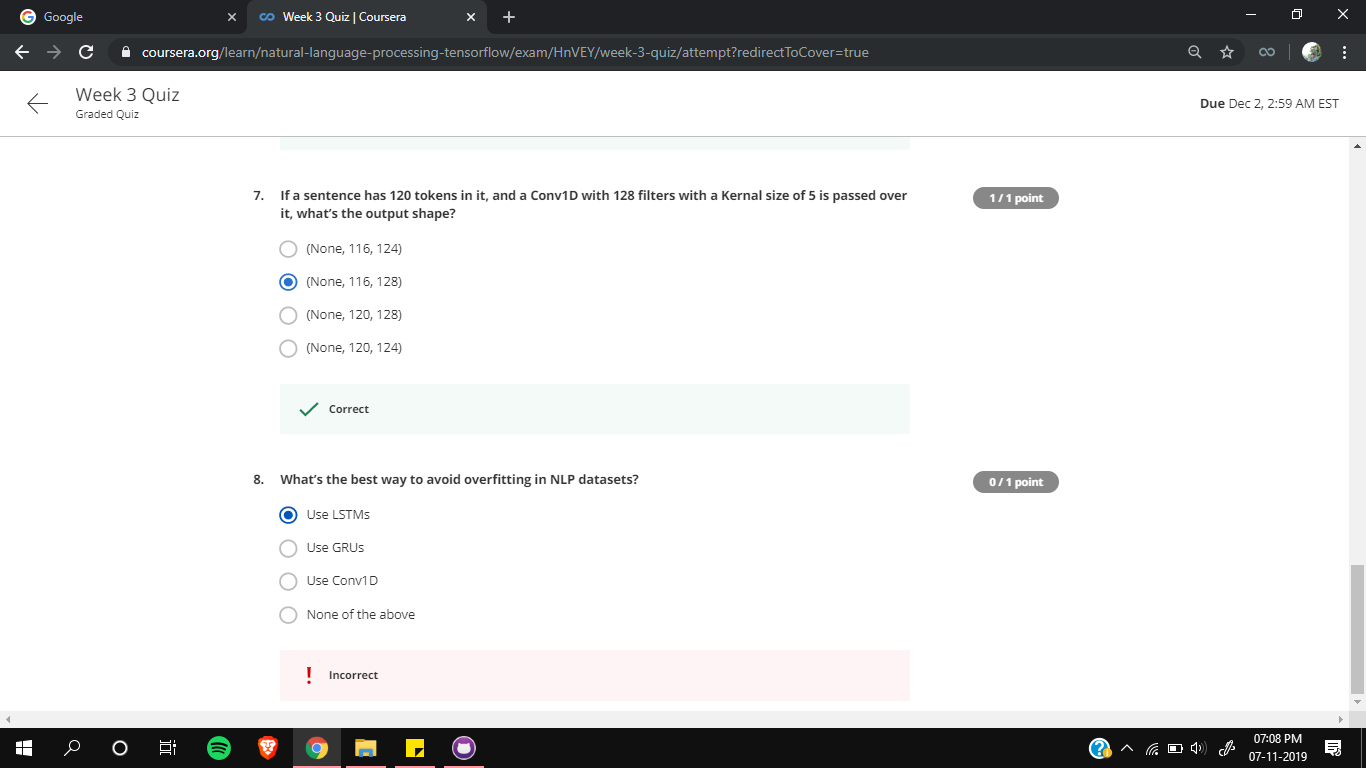 Google
Week 3 Quiz | Coursera
coursera.org/learn/natural-language-processing-tensorflow/exam/HnVEY/week-3-quiz/attempt?redirectToCover=true
Week 3 Quiz
Graded Quiz
Due Dec 2, 2:59 AM EST
7. If a sentence has 120 tokens in it, and a Conv1D with 128 filters with a Kernal size of 5 is passed over
it, what's the output shape?
1 / 1 point
(None, 116, 124)
(None, 116, 128)
(None, 120, 128)
(None, 120, 124)
Correct
8. What's the best way to avoid overfitting in NLP datasets?
0 / 1 point
Use LSTMs
Use GRUs
Use Conv1D
None of the above
Incorrect
07:08 PM
07-11-2019